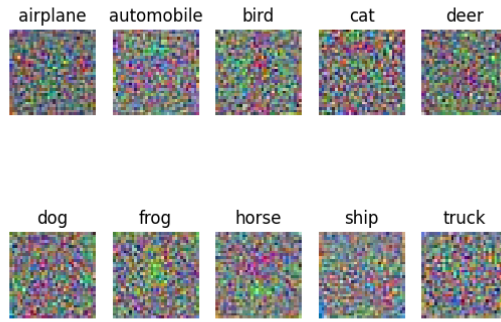 airplane automobile bird cat deer
dog frog horse ship truck